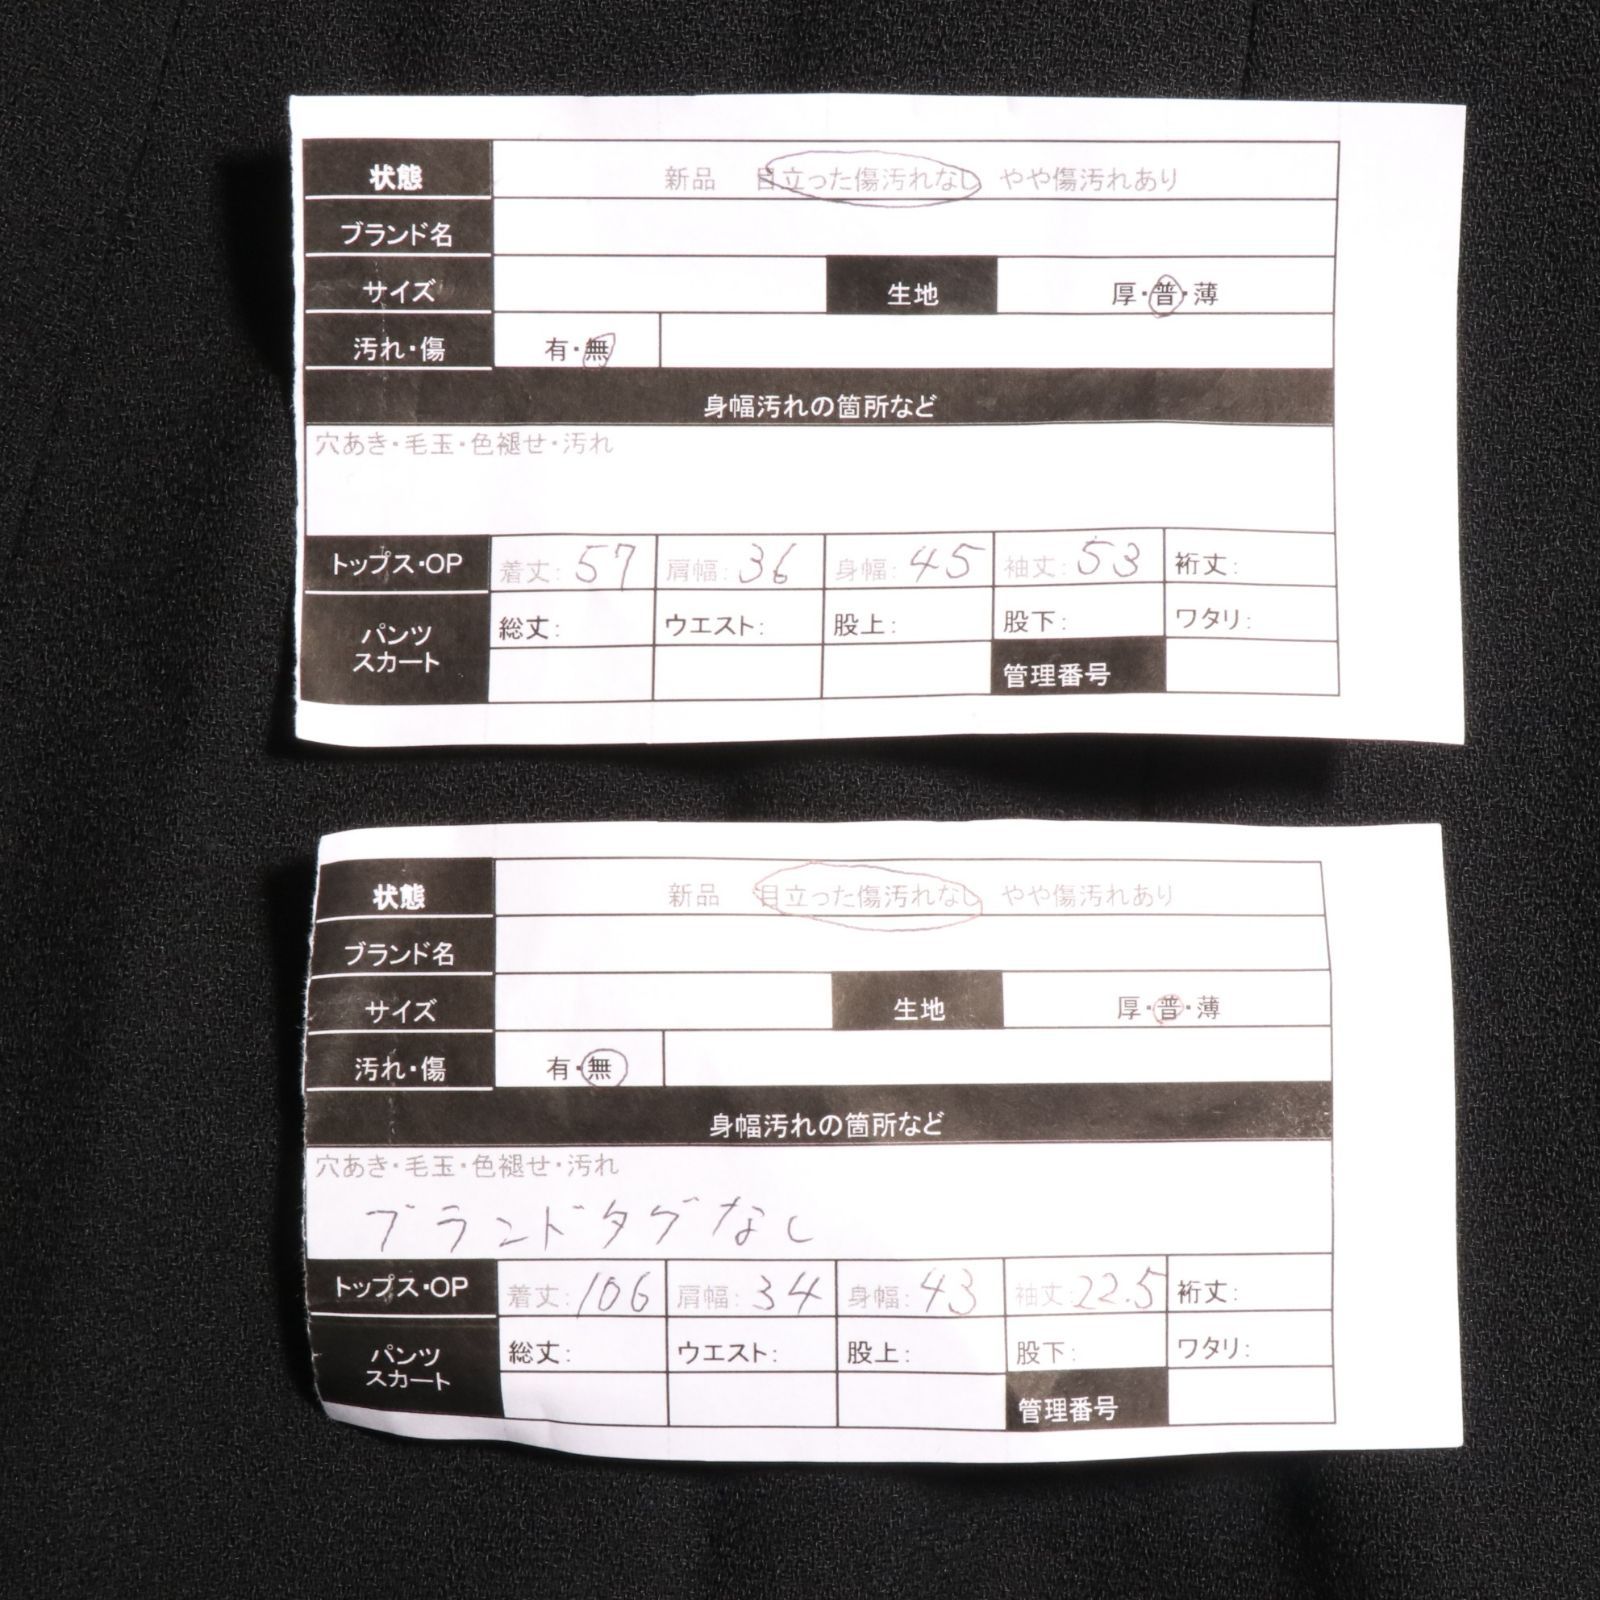 状態 新品 目立った傷汚れなし やや傷汚れあり
ブランド名
サイズ 生地 厚・普・薄
汚れ・傷 有・無
身幅汚れの箇所など
穴あき・毛玉・色褪せ・汚れ
トップス・OP 着丈: 57 肩幅: 36 身幅: 45 袖丈: 53 裄丈:
パンツ スカート 総丈: ウエスト: 股上: 股下: ワタリ:
管理番号
状態 新品 目立った傷汚れなし やや傷汚れあり
ブランド名
サイズ 生地 厚・普・薄
汚れ・傷 有・無
身幅汚れの箇所など
穴あき・毛玉・色褪せ・汚れ
ブランドタグなし
トップス・OP 着丈: 106 肩幅: 34 身幅: 43 袖丈: 22.5 裄丈:
パンツ スカート 総丈: ウエスト: 股上: 股下: ワタリ:
管理番号